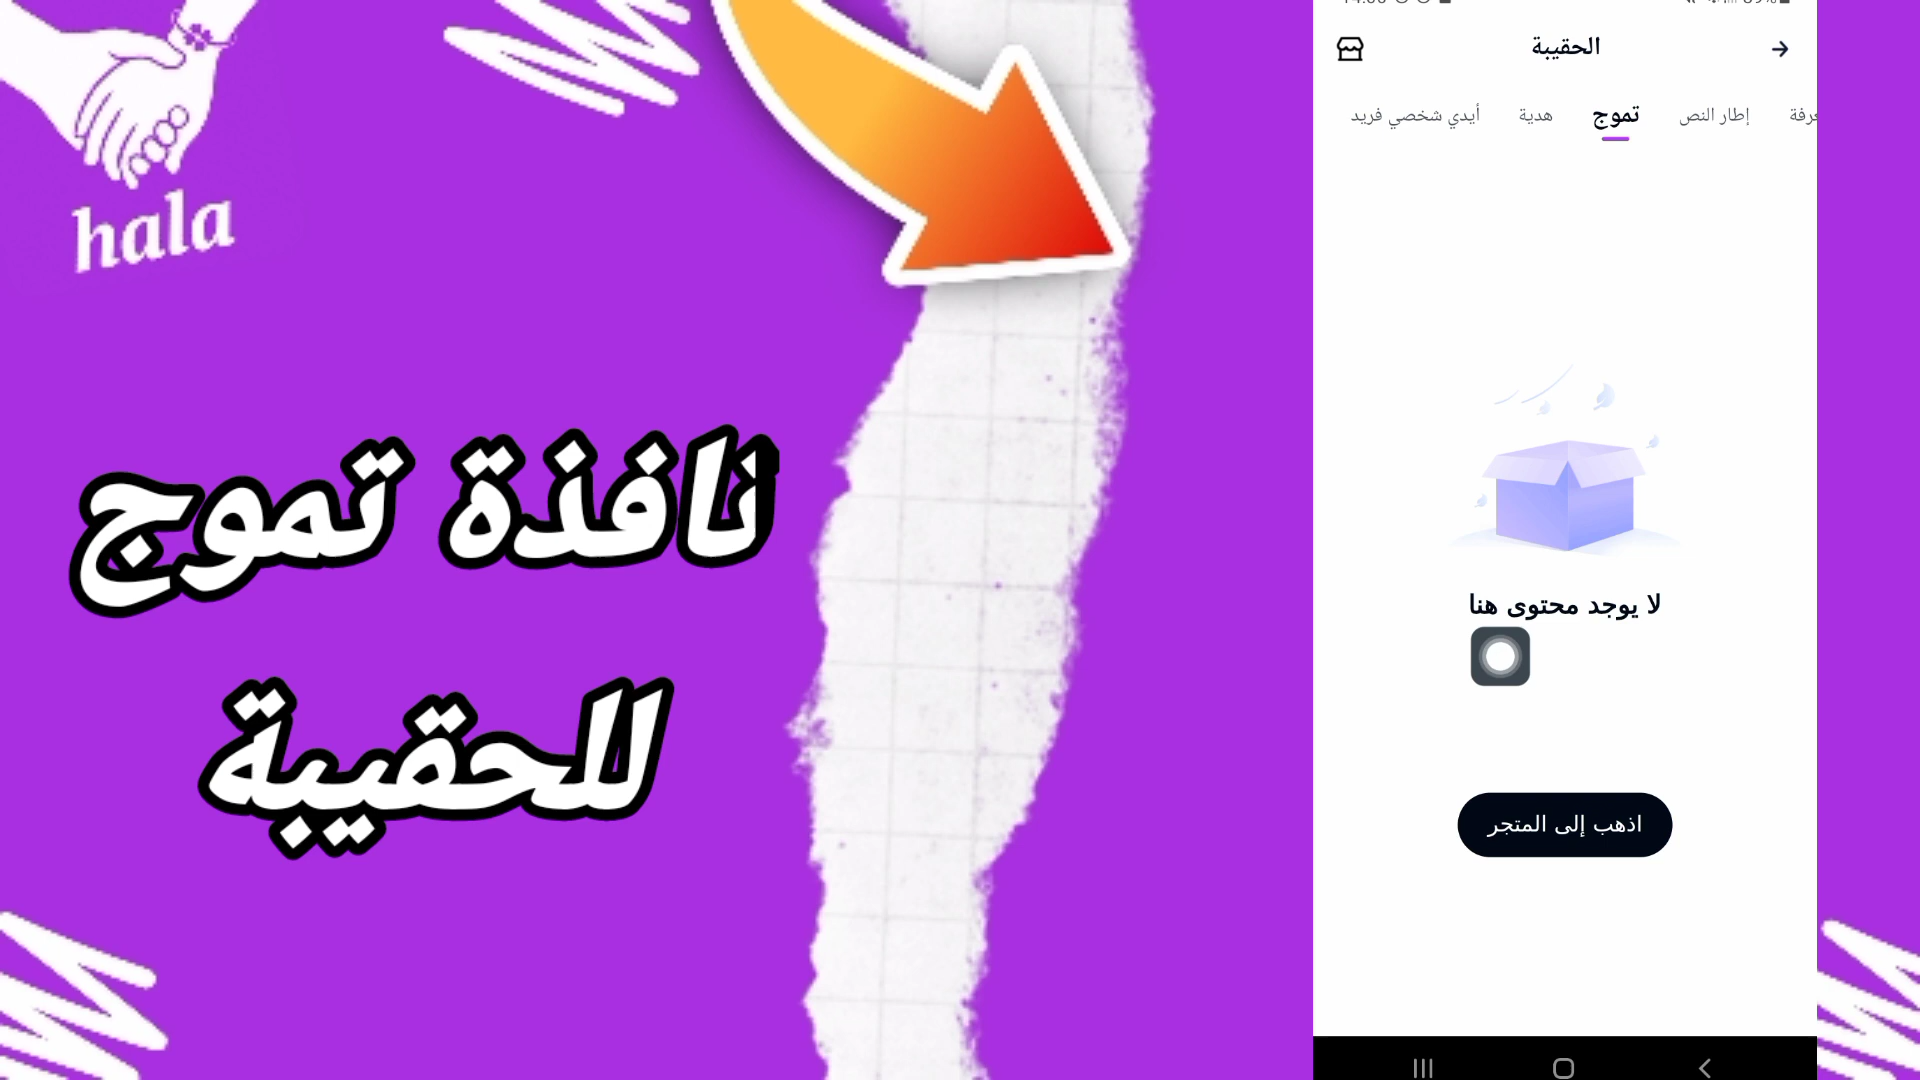 hala
نافذة تموج
للحقيبة
الحقيبة
إطار النص
تموج
هدية
أيدي شخصي فريد
لا يوجد محتوى هنا
اذهب إلى المتجر